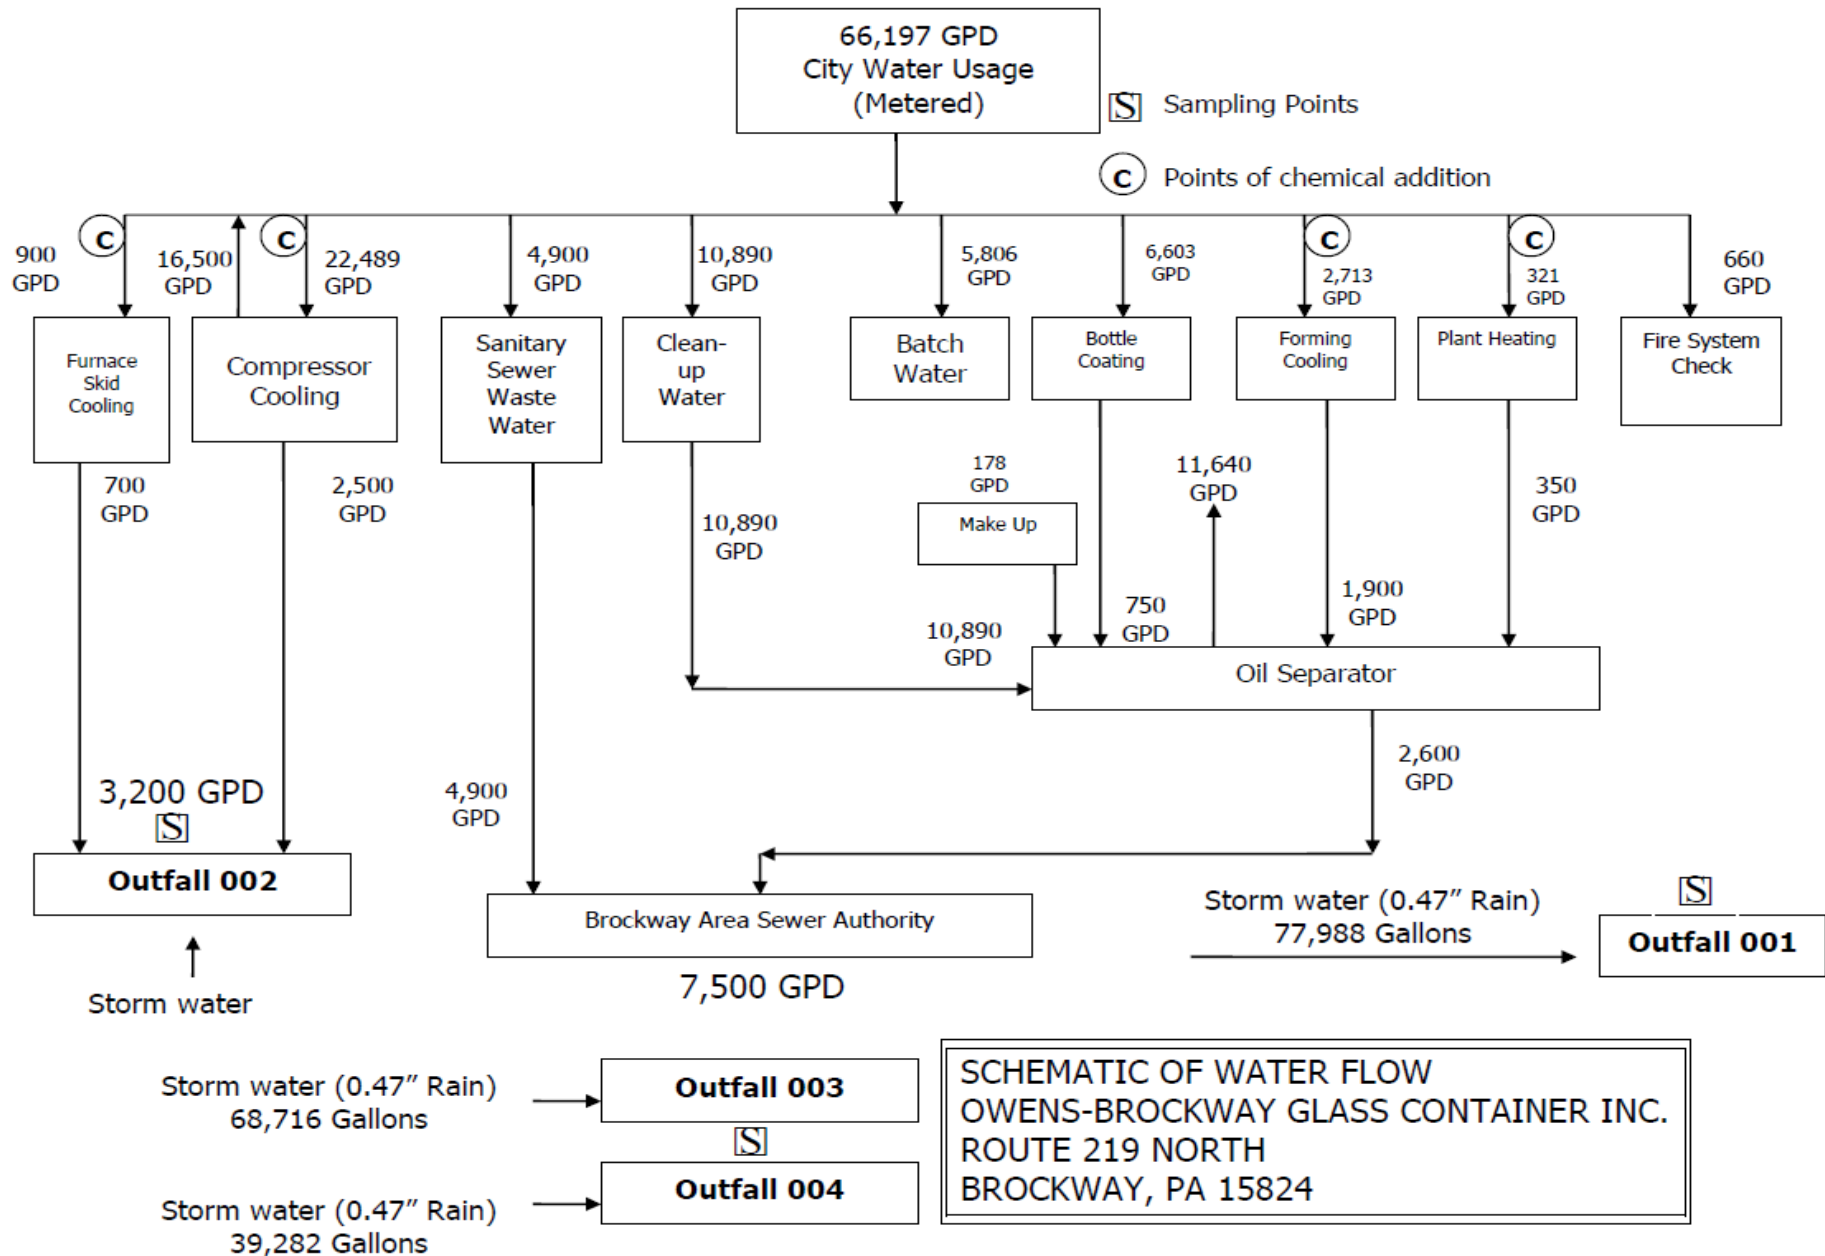 66,197 GPD
City Water Usage
(Metered)
S Sampling Points
C Points of chemical addition
C
C
C
C
900
GPD
16,500
GPD
22,489
GPD
4,900
GPD
10,890
GPD
5,806
GPD
6,603
GPD
2,713
GPD
321
GPD
660
GPD
Furnace
Skid
Cooling
Compressor
Cooling
Sanitary
Sewer
Waste
Water
Clean-
up
Water
Batch
Water
Bottle
Coating
Forming
Cooling
Plant Heating
Fire System
Check
700
GPD
2,500
GPD
10,890
GPD
178
GPD
Make Up
11,640
GPD
350
GPD
10,890
GPD
750
GPD
1,900
GPD
Oil Separator
2,600
GPD
3,200 GPD
S
4,900
GPD
Outfall 002
Storm water
Brockway Area Sewer Authority
7,500 GPD
Storm water (0.47″ Rain)
77,988 Gallons
S
Outfall 001
Storm water (0.47″ Rain)
68,716 Gallons
Outfall 003
S
Outfall 004
Storm water (0.47″ Rain)
39,282 Gallons
SCHEMATIC OF WATER FLOW
OWENS-BROCKWAY GLASS CONTAINER INC.
ROUTE 219 NORTH
BROCKWAY, PA 15824